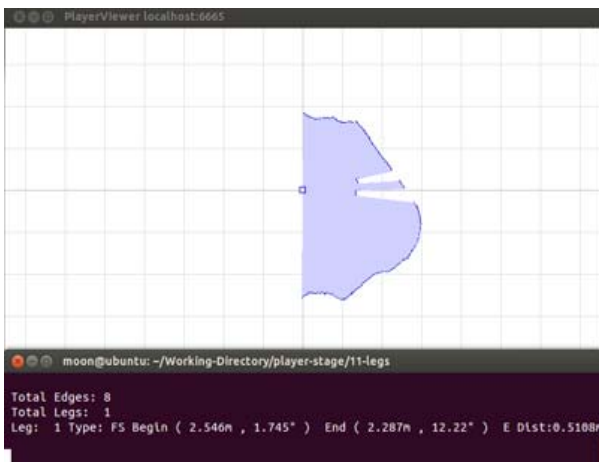 PlayerViewer localhost:6665
moon@ubuntu: ~/Working-Directory/player-stage/11-legs
Total Edges: 8
Total Legs: 1
Leg: 1 Type: FS Begin ( 2.546m , 1.745° ) End ( 2.287m , 12.22° ) E Dist:0.5108m